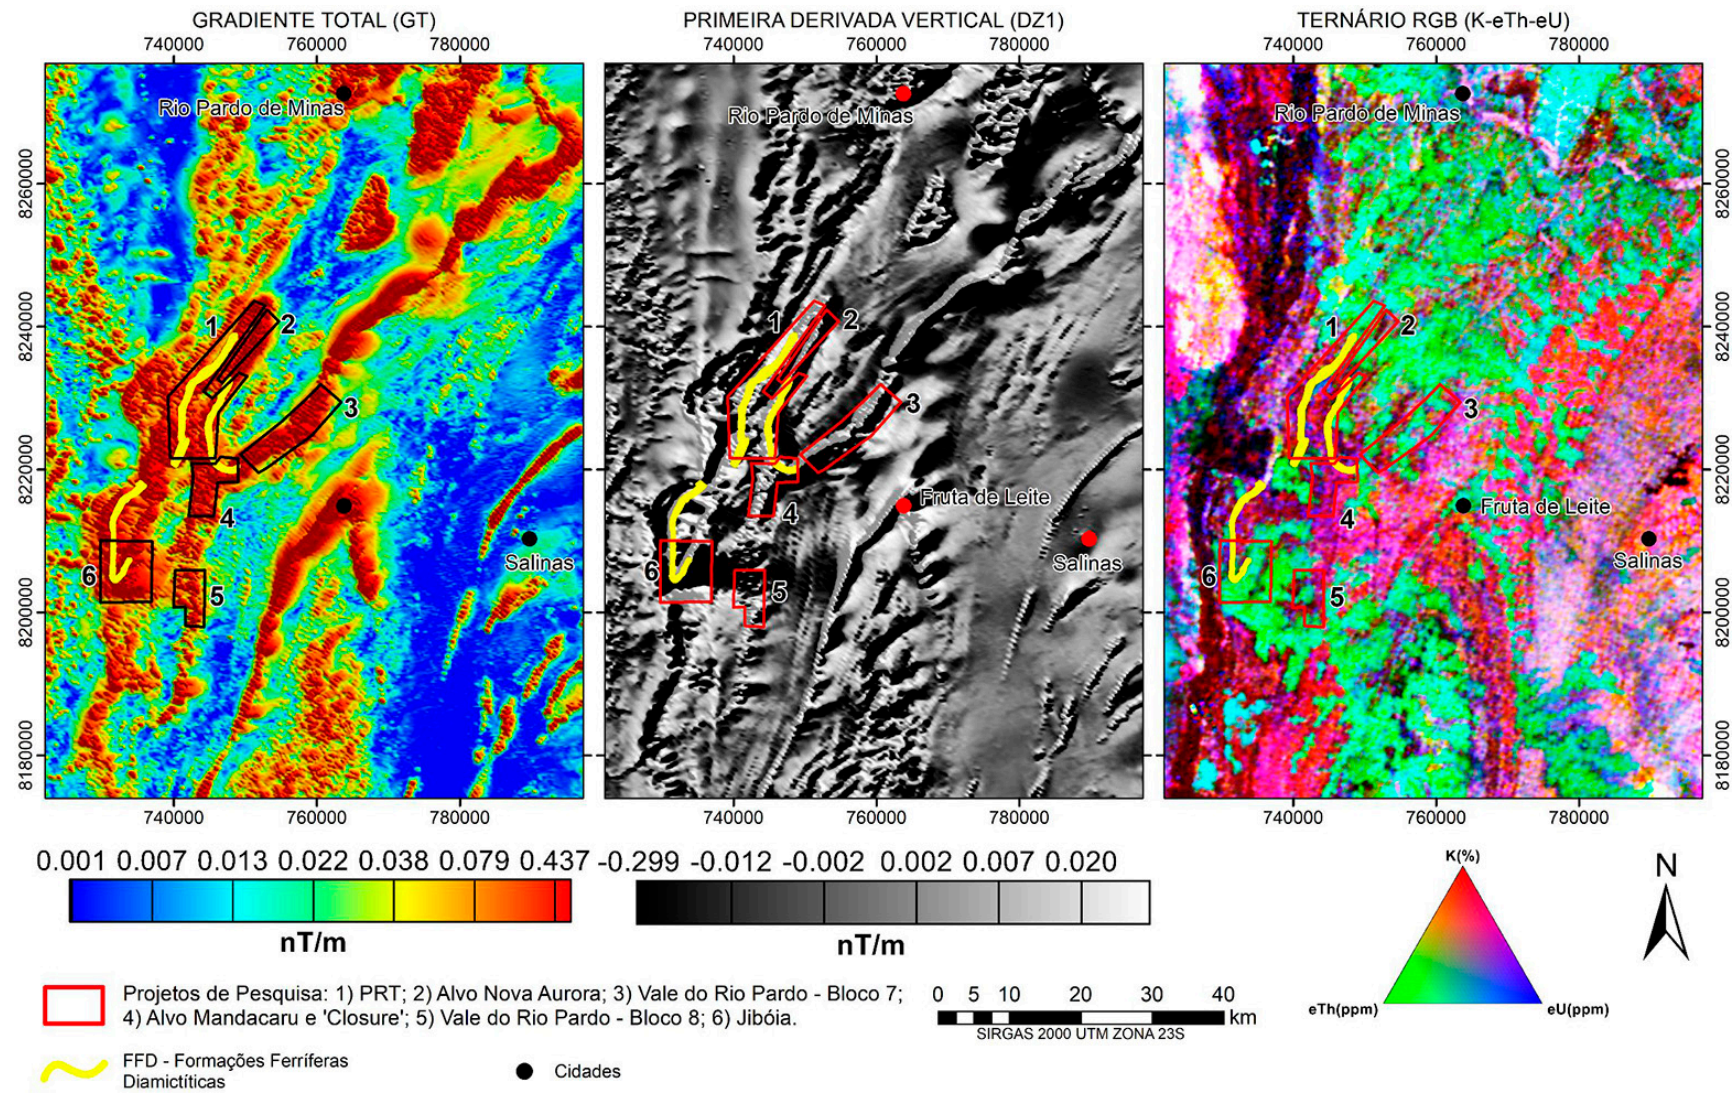 GRADIENTE TOTAL (GT)
740000 760000 780000
PRIMEIRA DERIVADA VERTICAL (DZ1)
740000 760000 780000
TERNÁRIO RGB (K-eTh-eU)
740000 760000 780000
8260000
8240000
8220000
8200000
8180000
Rio Pardo de Minas
1
2
3
4
5
6
Salinas
Rio Pardo de Minas
1
2
3
4
5
6
Fruta de Leite
Salinas
Rio Pardo de Minas
1
2
3
4
5
6
Fruta de Leite
Salinas
8260000
8240000
8220000
8200000
8180000
740000 760000 780000
740000 760000 780000
740000 760000 780000
0.001 0.007 0.013 0.022 0.038 0.079 0.437
nT/m
-0.299 -0.012 -0.002 0.002 0.007 0.020
nT/m
K(%)
eTh(ppm)
eU(ppm)
N
Projetos de Pesquisa: 1) PRT; 2) Alvo Nova Aurora; 3) Vale do Rio Pardo - Bloco 7;
4) Alvo Mandacaru e 'Closure'; 5) Vale do Rio Pardo - Bloco 8; 6) Jibóia.
0 5 10 20 30 40
km
SIRGAS 2000 UTM ZONA 23S
FFD - Formações Ferríferas
Diamictíticas
Cidades